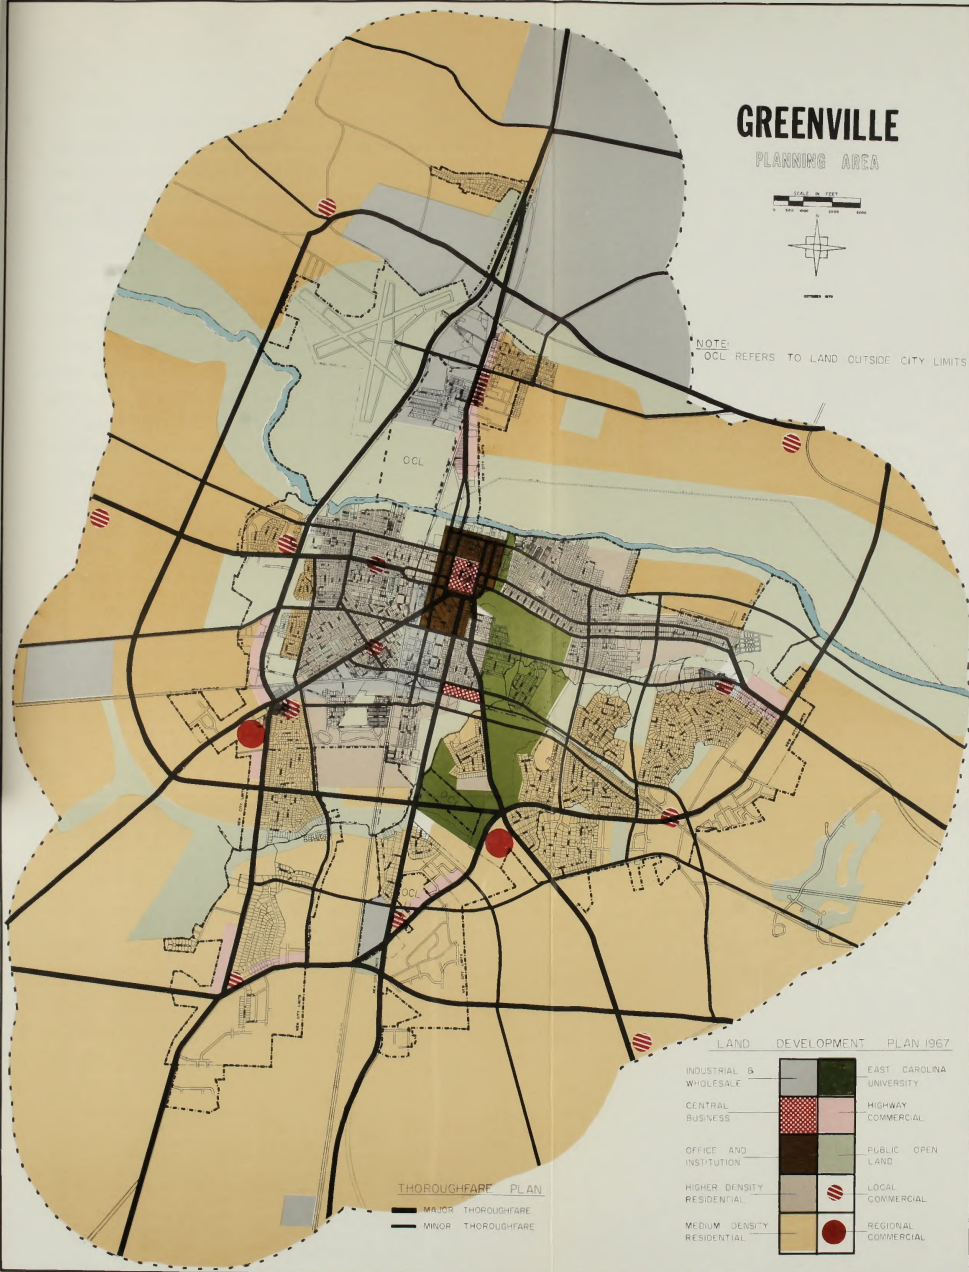 GREENVILLE
PLANNING AREA
SCALE IN FEET
N
NOTE:
OCL REFERS TO LAND OUTSIDE CITY LIMITS
OCL
OCL
OCL
LAND DEVELOPMENT PLAN 1967
INDUSTRIAL &
WHOLESALE
EAST CAROLINA
UNIVERSITY
CENTRAL
BUSINESS
HIGHWAY
COMMERCIAL
OFFICE AND
INSTITUTION
PUBLIC OPEN
LAND
HIGHER DENSITY
RESIDENTIAL
LOCAL
COMMERCIAL
MEDIUM DENSITY
RESIDENTIAL
REGIONAL
COMMERCIAL
THOROUGHFARE PLAN
MAJOR THOROUGHFARE
MINOR THOROUGHFARE